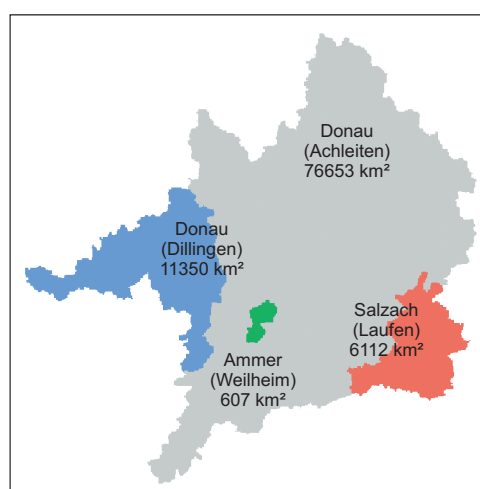 Donau
(Achleiten)
76653 km²
Donau
(Dillingen)
11350 km²
Salzach
(Laufen)
6112 km²
Ammer
(Weilheim)
607 km²